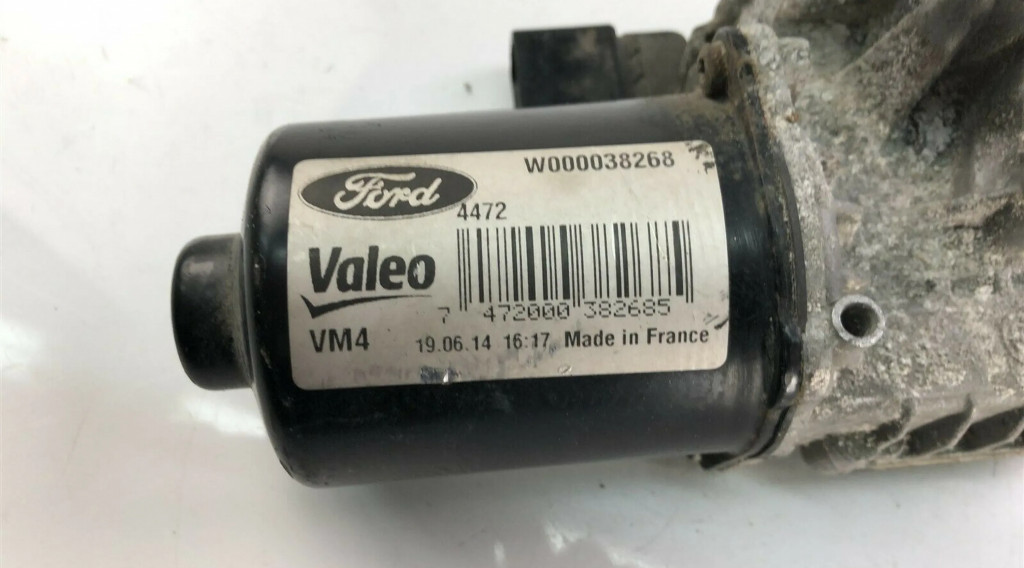 Ford
W000038268
4472
Valeo
7 472000 382685
VM4 19.06.14 16:17 Made in France